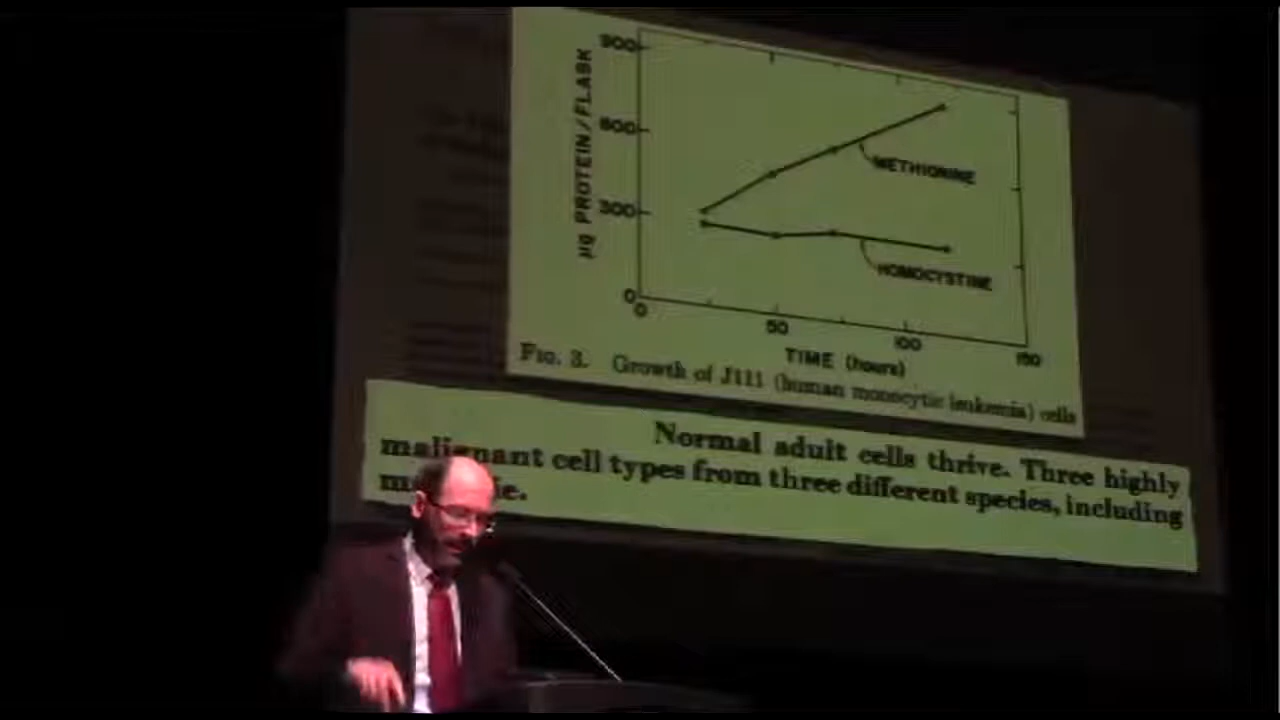 900
600
300
0
µg PROTEIN/FLASK
METHIONINE
HOMOCYSTINE
0
50
100
150
TIME (hours)
FIG. 3. Growth of J111 (human monocytic leukemia) cells
Normal adult cells thrive. Three highly
malignant cell types from three different species, including